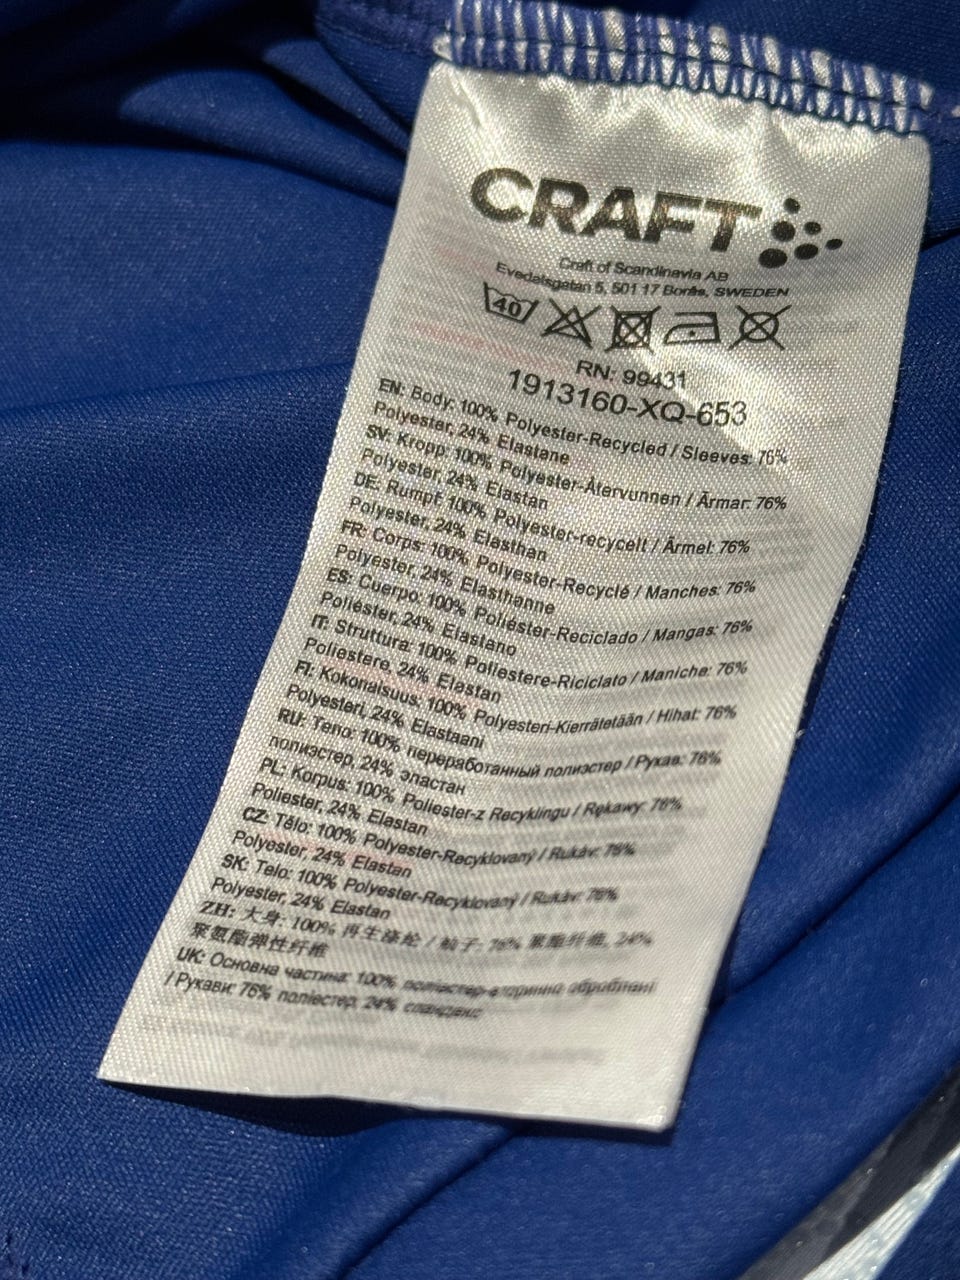 CRAFT
Craft of Scandinavia AB
Evedalsgatan 5, 501 17 Borås, SWEDEN
40
RN: 99431
1913160-XQ-653
EN: Body: 100% Polyester-Recycled / Sleeves: 76%
Polyester, 24% Elastane
SV: Kropp: 100% Polyester-Återvunnen / Ärmar: 76%
Polyester, 24% Elastan
DE: Rumpf: 100% Polyester-recycelt / Ärmel: 76%
Polyester, 24% Elasthan
FR: Corps: 100% Polyester-Recyclé / Manches: 76%
Polyester, 24% Elasthanne
ES: Cuerpo: 100% Poliéster-Reciclado / Mangas: 76%
Poliéster, 24% Elastano
IT: Struttura: 100% Poliestere-Riciclato / Maniche: 76%
Poliestere, 24% Elastan
FI: Kokonaisuus: 100% Polyesteri-Kierrätetään / Hihat: 76%
Polyesteri, 24% Elastaani
RU: Тело: 100% переработанный полиэстер / Рукав: 76%
полиэстер, 24% эластан
PL: Korpus: 100% Poliester-z Recyklingu / Rękawy: 76%
Poliester, 24% Elastan
CZ: Tělo: 100% Polyester-Recyklovaný / Rukáv: 76%
Polyester, 24% Elastan
SK: Telo: 100% Polyester-Recyklovaný / Rukáv: 76%
Polyester, 24% Elastan
ZH: 大身: 100% 再生涤纶 / 袖子: 76% 聚酯纤维, 24%
聚氨酯弹性纤维
UK: Основна частина: 100% поліестер-вторинно оброблені
/ Рукави: 76% поліестер, 24% спандекс